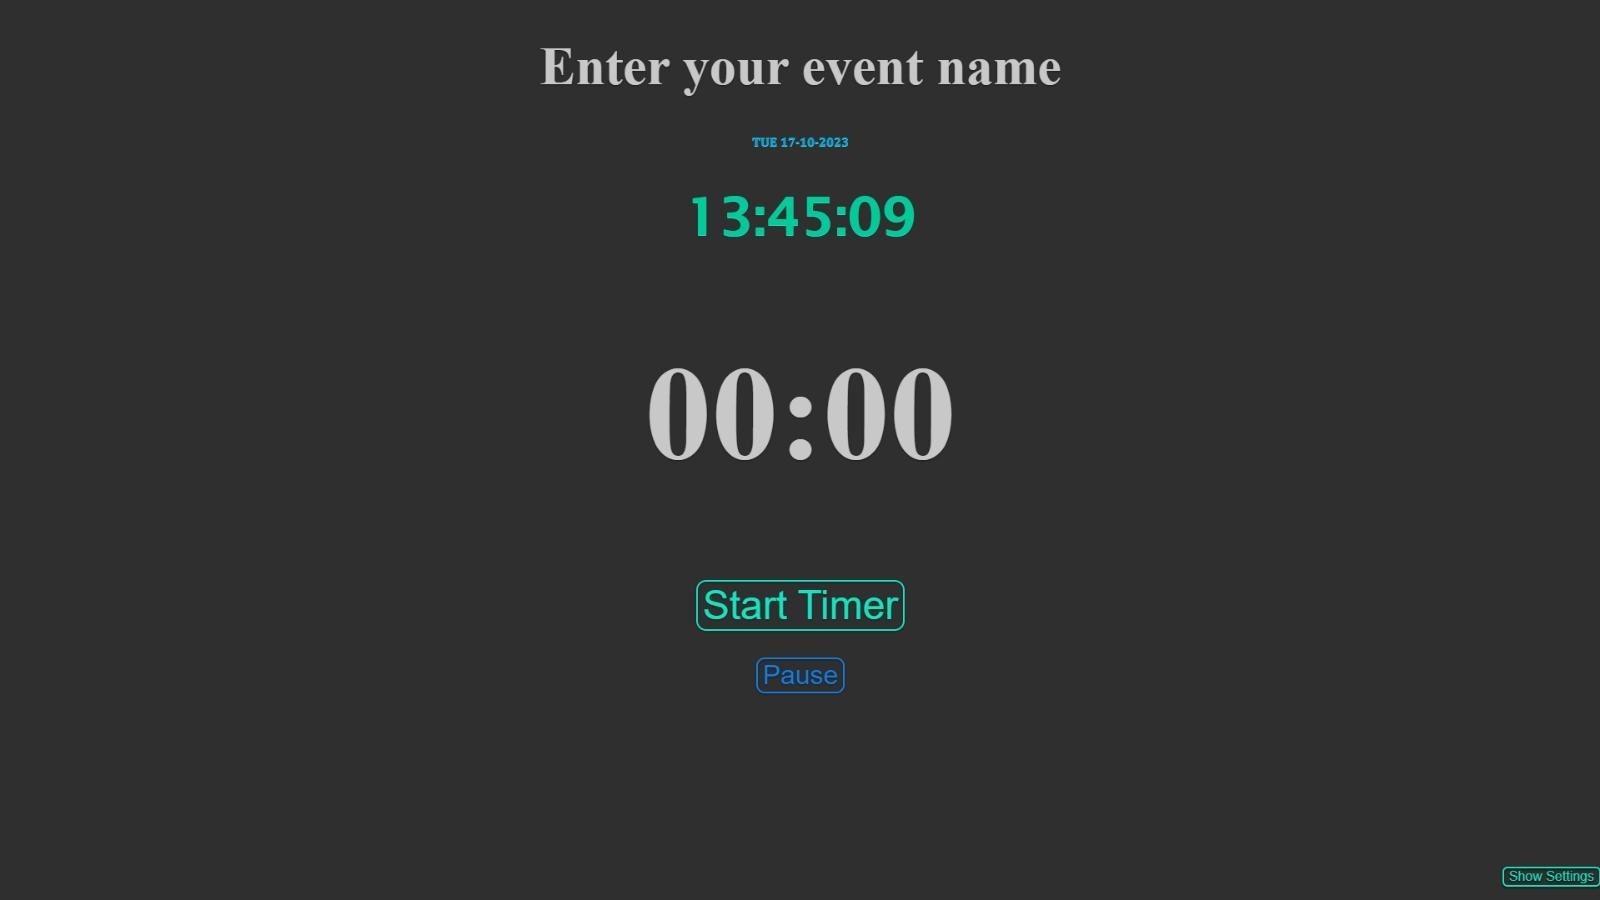 Enter your event name
TUE 17-10-2023
13:45:09
00:00
Start Timer
Pause
Show Settings